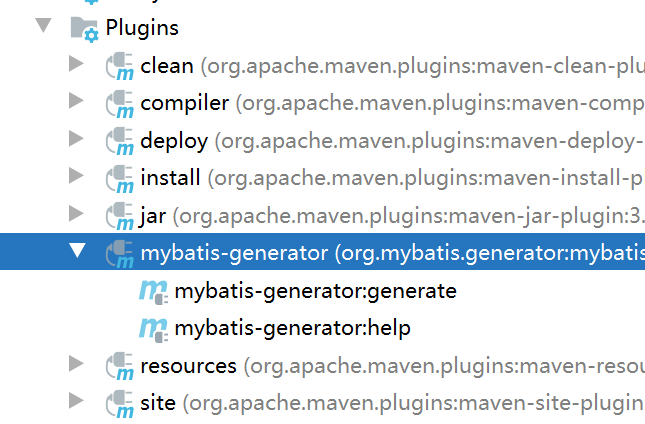 Plugins
clean (org.apache.maven.plugins:maven-clean-plu
compiler (org.apache.maven.plugins:maven-comp
deploy (org.apache.maven.plugins:maven-deploy-
install (org.apache.maven.plugins:maven-install-pl
jar (org.apache.maven.plugins:maven-jar-plugin:3.
mybatis-generator (org.mybatis.generator:mybatis
mybatis-generator:generate
mybatis-generator:help
resources (org.apache.maven.plugins:maven-resou
site (org.apache.maven.plugins:maven-site-plugin